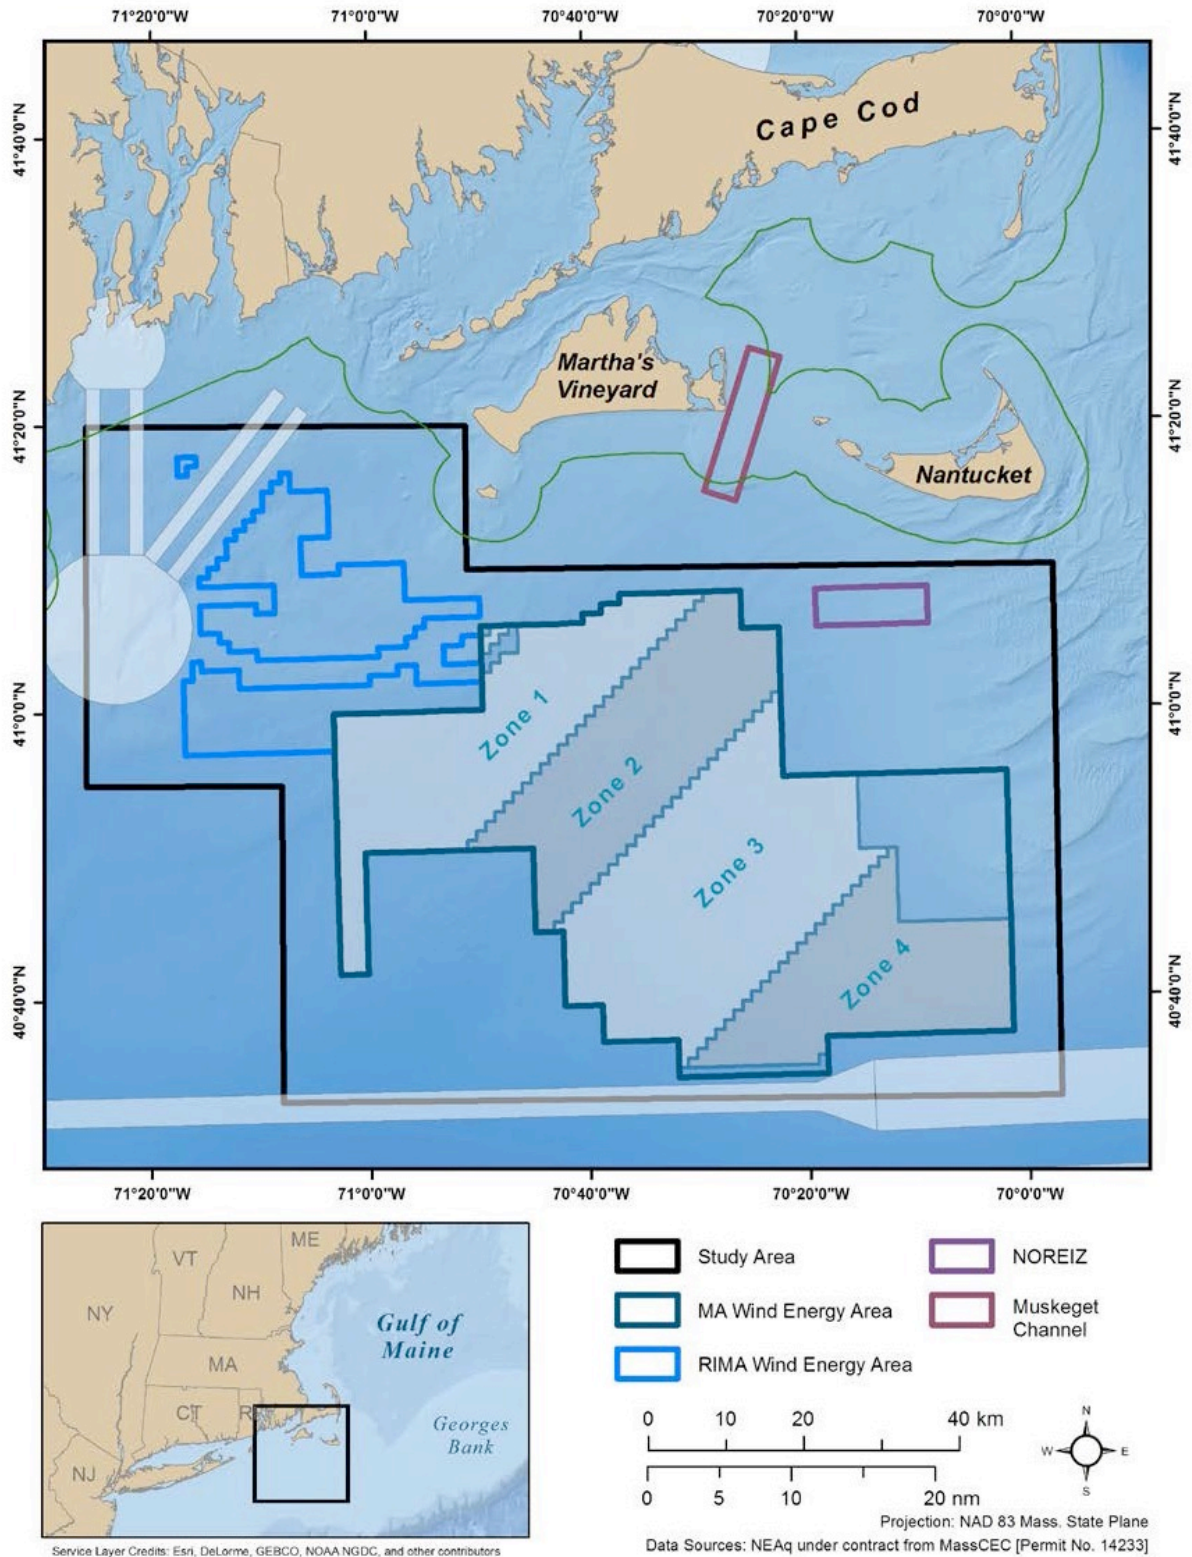 71°20'0"W 71°0'0"W 70°40'0"W 70°20'0"W 70°0'0"W
41°40'0"N
41°40'0"N
Cape Cod
Martha's
Vineyard
41°20'0"N
41°20'0"N
Nantucket
41°0'0"N
41°0'0"N
Zone 1
Zone 2
Zone 3
Zone 4
40°40'0"N
40°40'0"N
71°20'0"W 71°0'0"W 70°40'0"W 70°20'0"W 70°0'0"W
ME
VT
NH
NY
Gulf of
Maine
MA
CT
Georges
Bank
NJ
Service Layer Credits: Esri, DeLorme, GEBCO, NOAA NGDC, and other contributors
Study Area
MA Wind Energy Area
RIMA Wind Energy Area
NOREIZ
Muskeget
Channel
0 10 20 40 km
0 5 10 20 nm
N
W E
S
Projection: NAD 83 Mass. State Plane
Data Sources: NEAq under contract from MassCEC [Permit No. 14233]